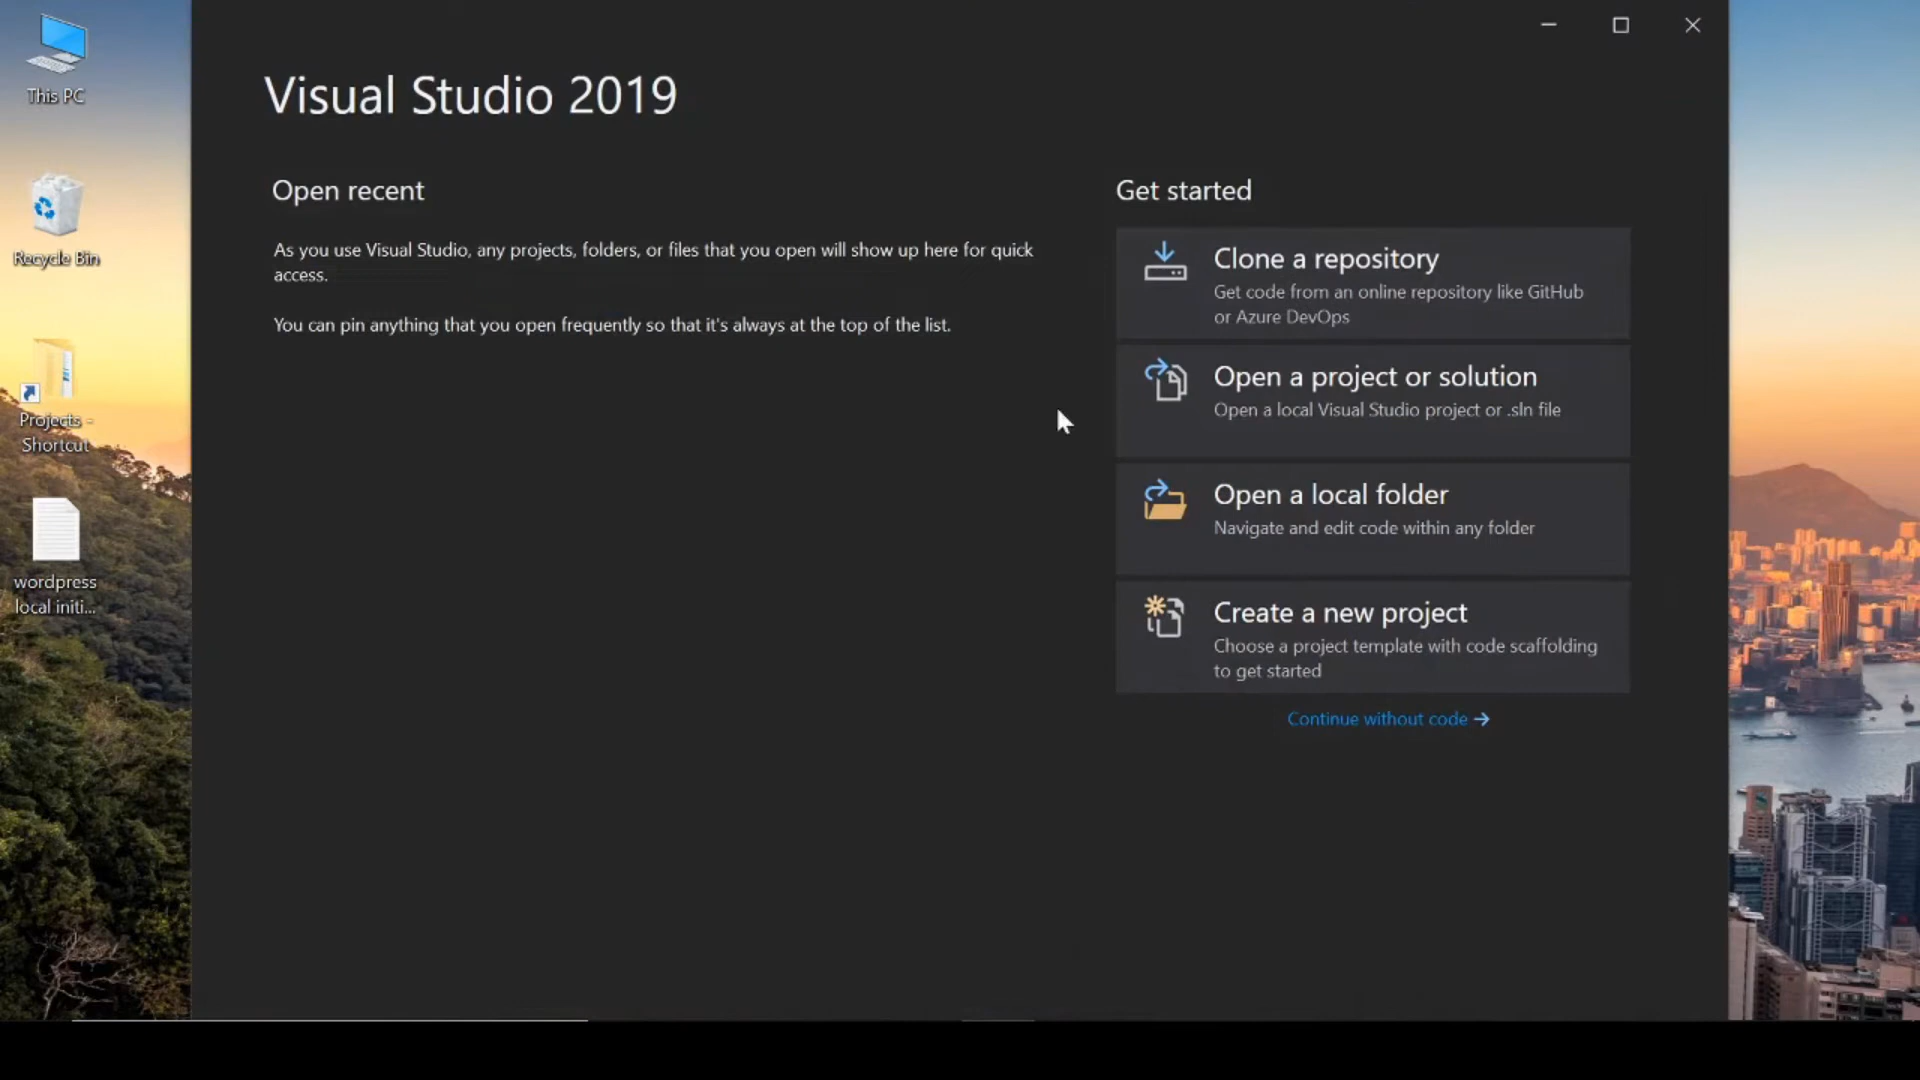 This PC
Recycle Bin
Projects -
Shortcut
wordpress
local initi...
Visual Studio 2019
Open recent
As you use Visual Studio, any projects, folders, or files that you open will show up here for quick
access.
You can pin anything that you open frequently so that it's always at the top of the list.
Get started
Clone a repository
Get code from an online repository like GitHub
or Azure DevOps
Open a project or solution
Open a local Visual Studio project or .sln file
Open a local folder
Navigate and edit code within any folder
Create a new project
Choose a project template with code scaffolding
to get started
Continue without code →